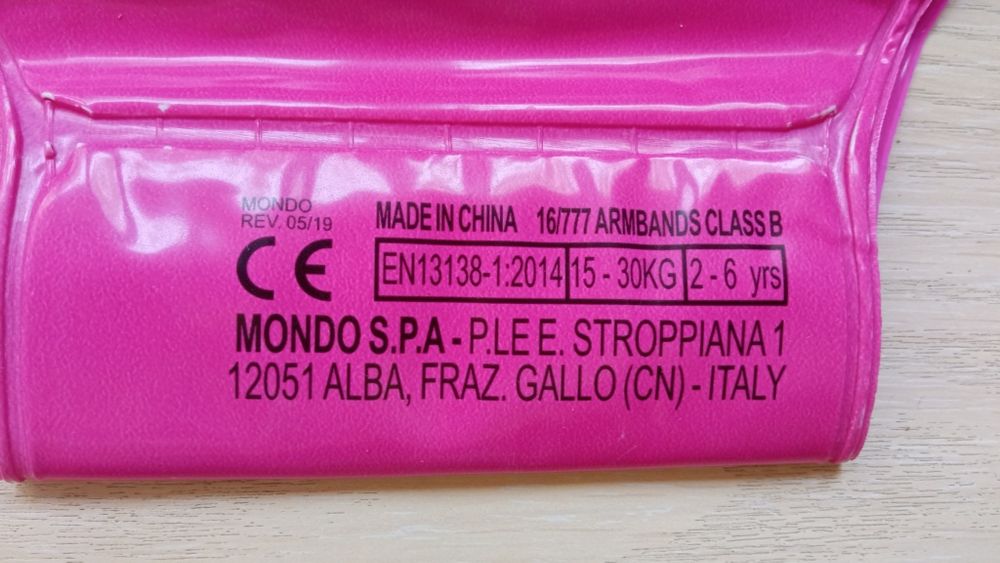 MONDO
REV. 05/19
MADE IN CHINA 16/777 ARMBANDS CLASS B
CE EN13138-1:2014 15 - 30KG 2 - 6 yrs
MONDO S.P.A - P.LE E. STROPPIANA 1
12051 ALBA, FRAZ. GALLO (CN) - ITALY